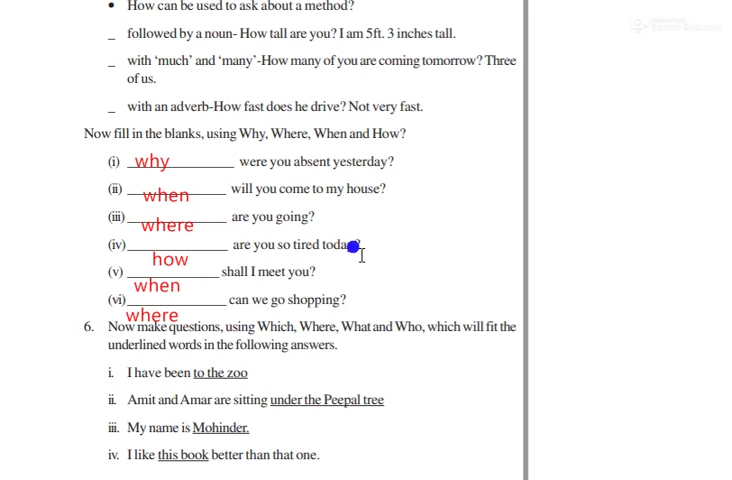 • How can be used to ask about a method?
_ followed by a noun- How tall are you? I am 5ft. 3 inches tall.
_ with ‘much’ and ‘many’-How many of you are coming tomorrow? Three
of us.
_ with an adverb-How fast does he drive? Not very fast.
Now fill in the blanks, using Why, Where, When and How?
(i) why were you absent yesterday?
(ii) when will you come to my house?
(iii) where are you going?
(iv) how are you so tired today?
(v) when shall I meet you?
(vi) where can we go shopping?
6. Now make questions, using Which, Where, What and Who, which will fit the
underlined words in the following answers.
i. I have been to the zoo
ii. Amit and Amar are sitting under the Peepal tree
iii. My name is Mohinder.
iv. I like this book better than that one.